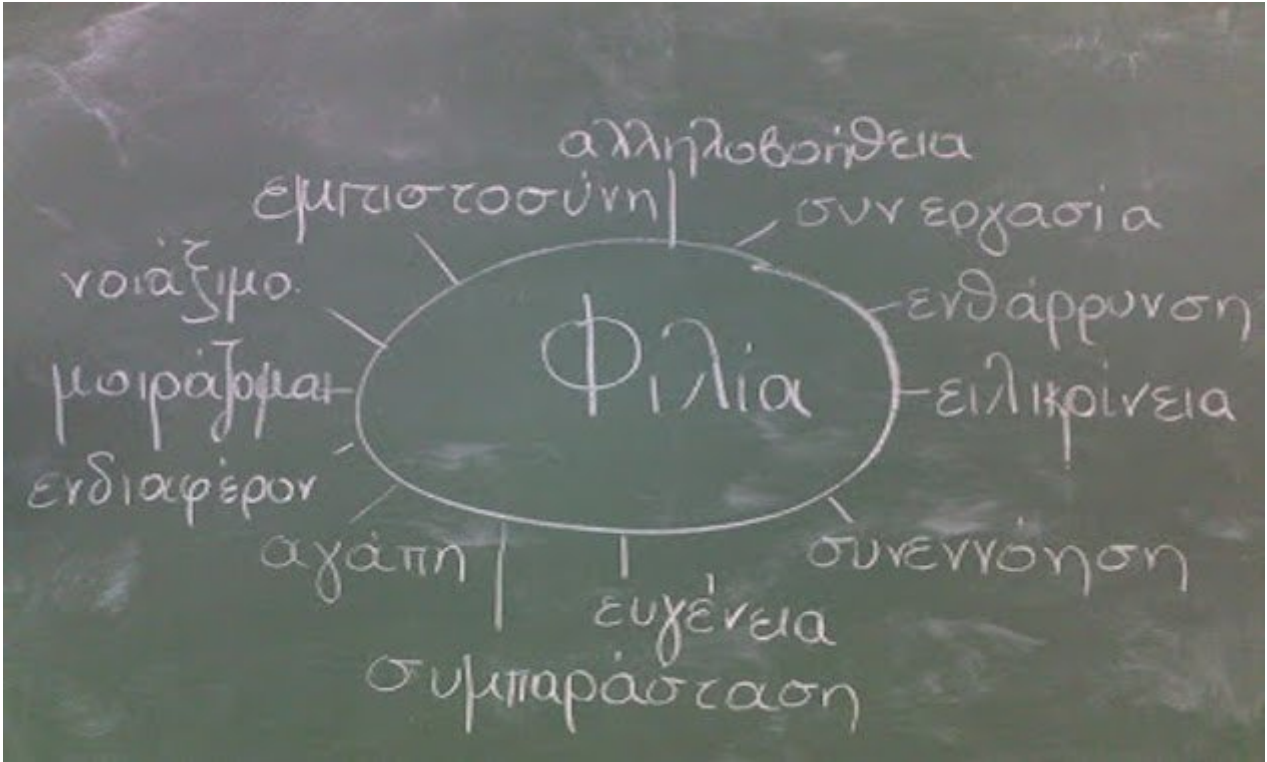 αλληλοβοήθεια
εμπιστοσύνη
συνεργασία
νοιάξιμο
ενθάρρυνση
Φιλία
μοιράζομαι
ειλικρίνεια
ενδιαφέρον
αγάπη
συνεννόηση
ευγένεια
συμπαράσταση